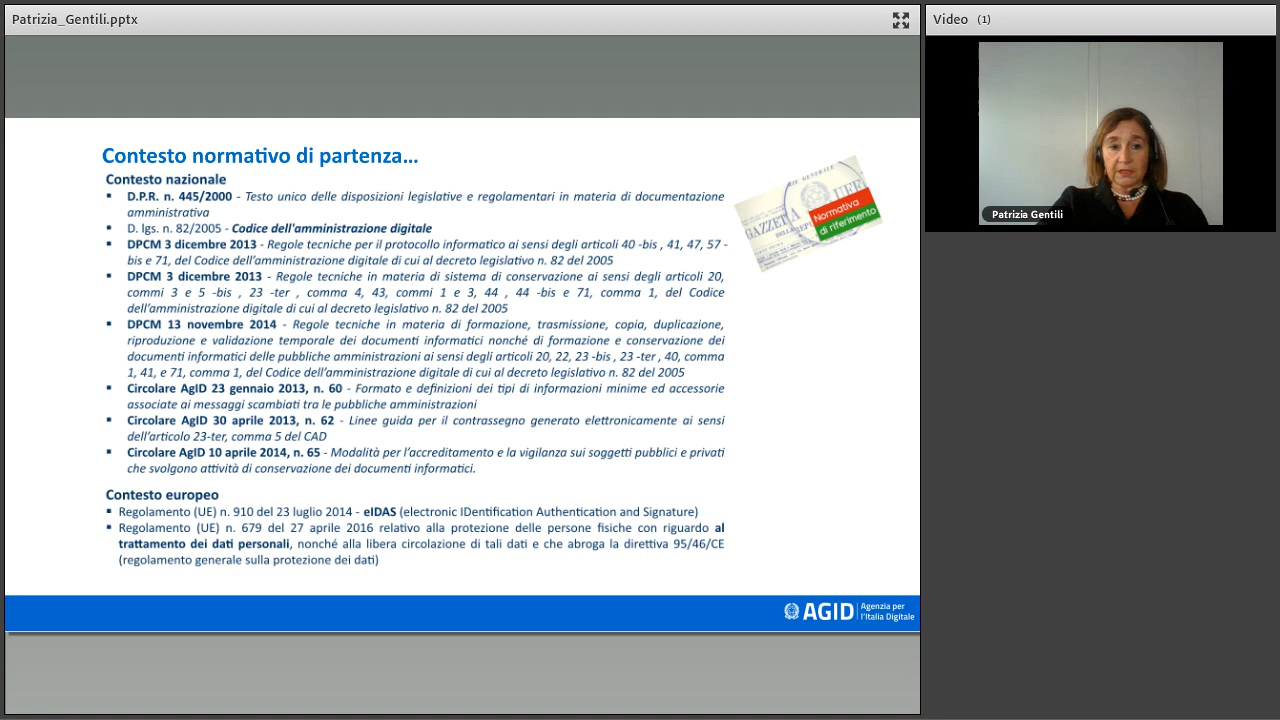 Patrizia_Gentili.pptx
Video (1)
Patrizia Gentili
Contesto normativo di partenza...
Contesto nazionale
▪ D.P.R. n. 445/2000 - Testo unico delle disposizioni legislative e regolamentari in materia di documentazione
amministrativa
▪ D. lgs. n. 82/2005 - Codice dell'amministrazione digitale
▪ DPCM 3 dicembre 2013 - Regole tecniche per il protocollo informatico ai sensi degli articoli 40 -bis , 41, 47, 57 -
bis e 71, del Codice dell'amministrazione digitale di cui al decreto legislativo n. 82 del 2005
▪ DPCM 3 dicembre 2013 - Regole tecniche in materia di sistema di conservazione ai sensi degli articoli 20,
commi 3 e 5 -bis , 23 -ter , comma 4, 43, commi 1 e 3, 44 , 44 -bis e 71, comma 1, del Codice
dell'amministrazione digitale di cui al decreto legislativo n. 82 del 2005
▪ DPCM 13 novembre 2014 - Regole tecniche in materia di formazione, trasmissione, copia, duplicazione,
riproduzione e validazione temporale dei documenti informatici nonché di formazione e conservazione dei
documenti informatici delle pubbliche amministrazioni ai sensi degli articoli 20, 22, 23 -bis , 23 -ter , 40, comma
1, 41, e 71, comma 1, del Codice dell'amministrazione digitale di cui al decreto legislativo n. 82 del 2005
▪ Circolare AgID 23 gennaio 2013, n. 60 - Formato e definizioni dei tipi di informazioni minime ed accessorie
associate ai messaggi scambiati tra le pubbliche amministrazioni
▪ Circolare AgID 30 aprile 2013, n. 62 - Linee guida per il contrassegno generato elettronicamente ai sensi
dell'articolo 23-ter, comma 5 del CAD
▪ Circolare AgID 10 aprile 2014, n. 65 - Modalità per l'accreditamento e la vigilanza sui soggetti pubblici e privati
che svolgono attività di conservazione dei documenti informatici.
Contesto europeo
▪ Regolamento (UE) n. 910 del 23 luglio 2014 - eIDAS (electronic IDentification Authentication and Signature)
▪ Regolamento (UE) n. 679 del 27 aprile 2016 relativo alla protezione delle persone fisiche con riguardo al
trattamento dei dati personali, nonché alla libera circolazione di tali dati e che abroga la direttiva 95/46/CE
(regolamento generale sulla protezione dei dati)
GAZZETTA UFF
Normativa
di riferimento
AGID Agenzia per
l'Italia Digitale